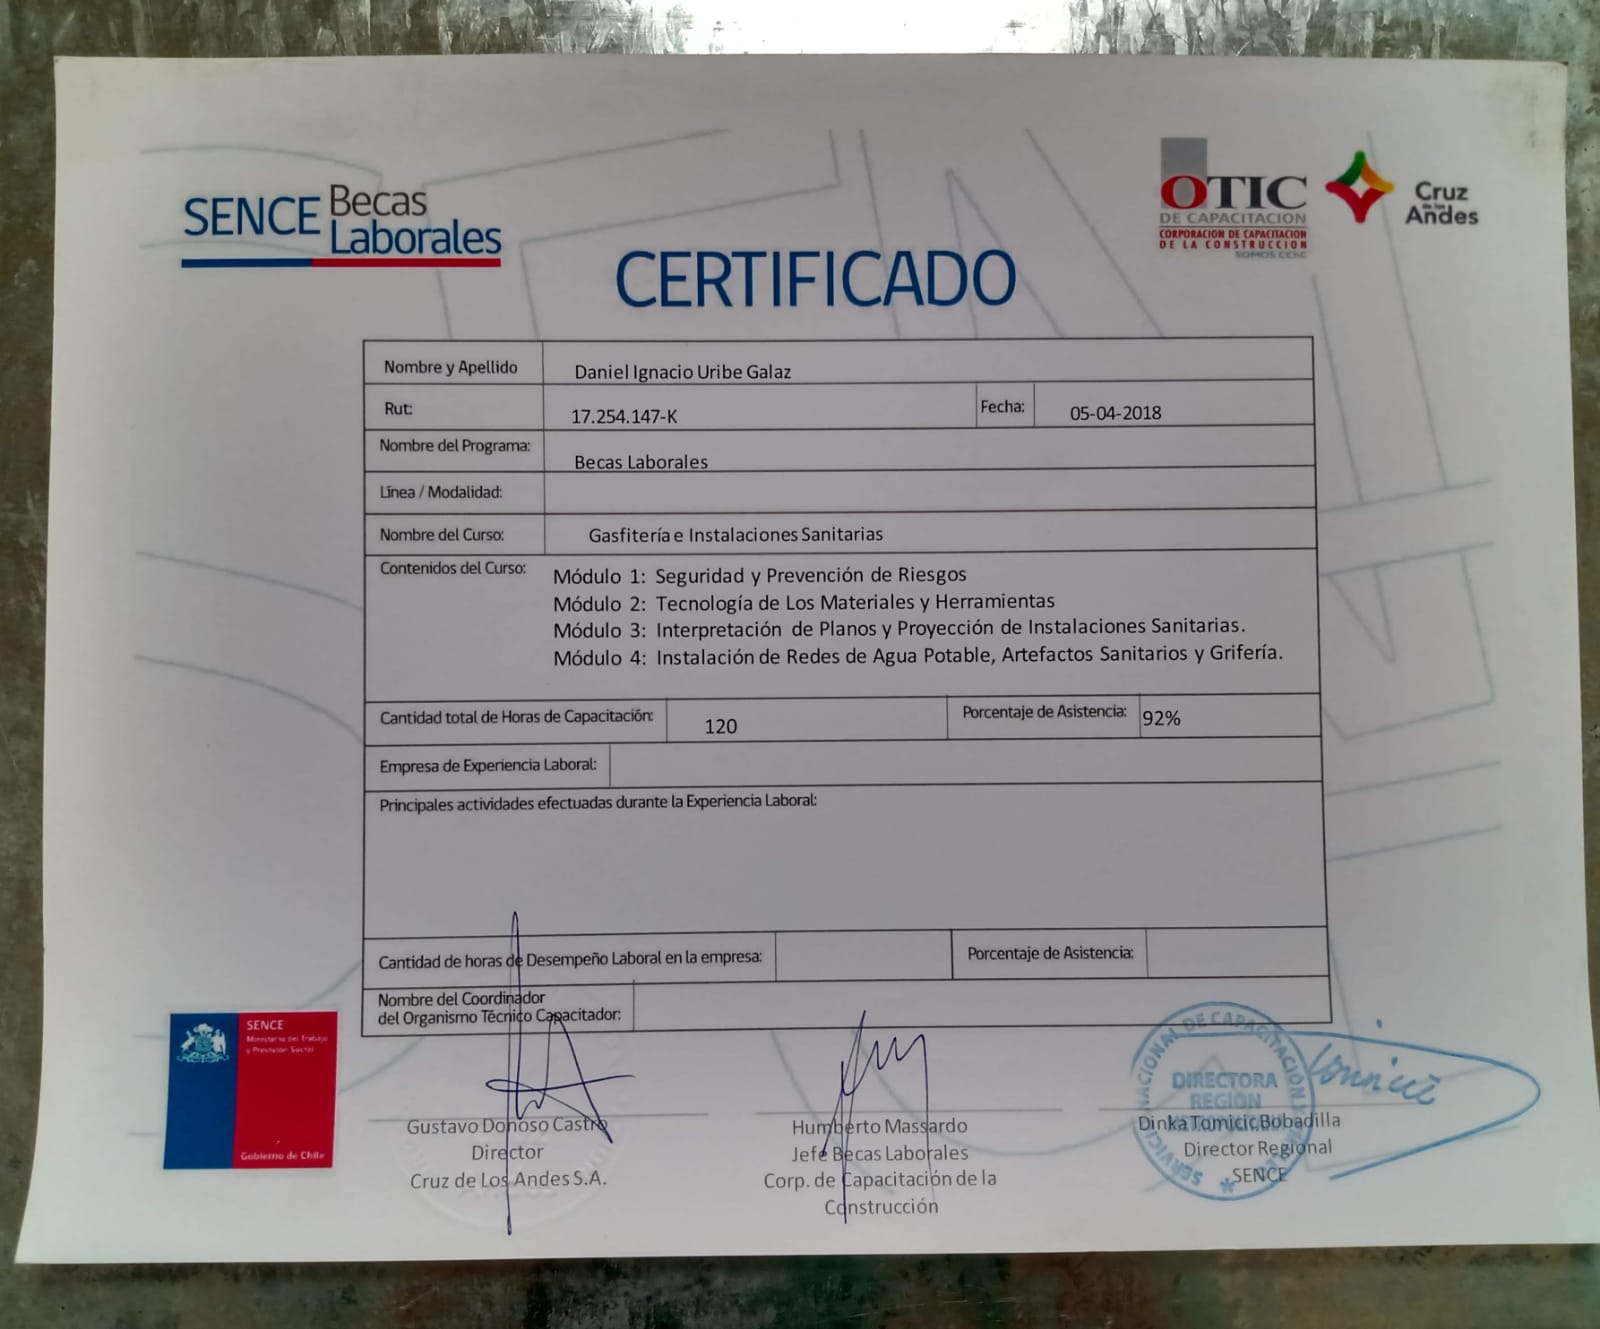 SENCE Becas Laborales
OTIC
DE CAPACITACION
CORPORACION DE CAPACITACION
DE LA CONSTRUCCION
SOMOS CChC
Cruz
de los
Andes
CERTIFICADO
Nombre y Apellido Daniel Ignacio Uribe Galaz
Rut: 17.254.147-K Fecha: 05-04-2018
Nombre del Programa: Becas Laborales
Línea / Modalidad:
Nombre del Curso: Gasfitería e Instalaciones Sanitarias
Contenidos del Curso: Módulo 1: Seguridad y Prevención de Riesgos
Módulo 2: Tecnología de Los Materiales y Herramientas
Módulo 3: Interpretación de Planos y Proyección de Instalaciones Sanitarias.
Módulo 4: Instalación de Redes de Agua Potable, Artefactos Sanitarios y Grifería.
Cantidad total de Horas de Capacitación: 120 Porcentaje de Asistencia: 92%
Empresa de Experiencia Laboral:
Principales actividades efectuadas durante la Experiencia Laboral:
Cantidad de horas de Desempeño Laboral en la empresa: Porcentaje de Asistencia:
Nombre del Coordinador
del Organismo Técnico Capacitador:
SENCE
Ministerio del Trabajo
y Previsión Social
Gobierno de Chile
Gustavo Donoso Castro
Director
Cruz de Los Andes S.A.
Humberto Massardo
Jefe Becas Laborales
Corp. de Capacitación de la
Construcción
NACIONAL DE CAPACITACION
DIRECTORA
REGION
SERVICIO
Dinka Tomicic Bobadilla
Director Regional
SENCE